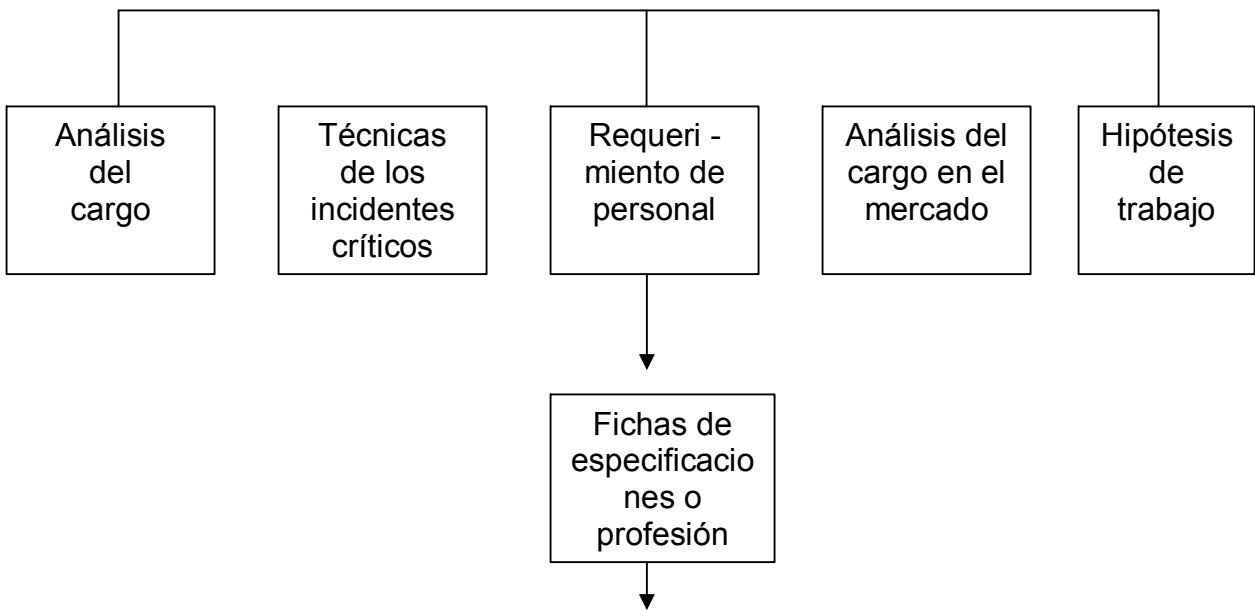 Análisis
del
cargo
Técnicas
de los
incidentes
críticos
Requeri -
miento de
personal
Análisis del
cargo en el
mercado
Hipótesis
de
trabajo
Fichas de
especificacio
nes o
profesión